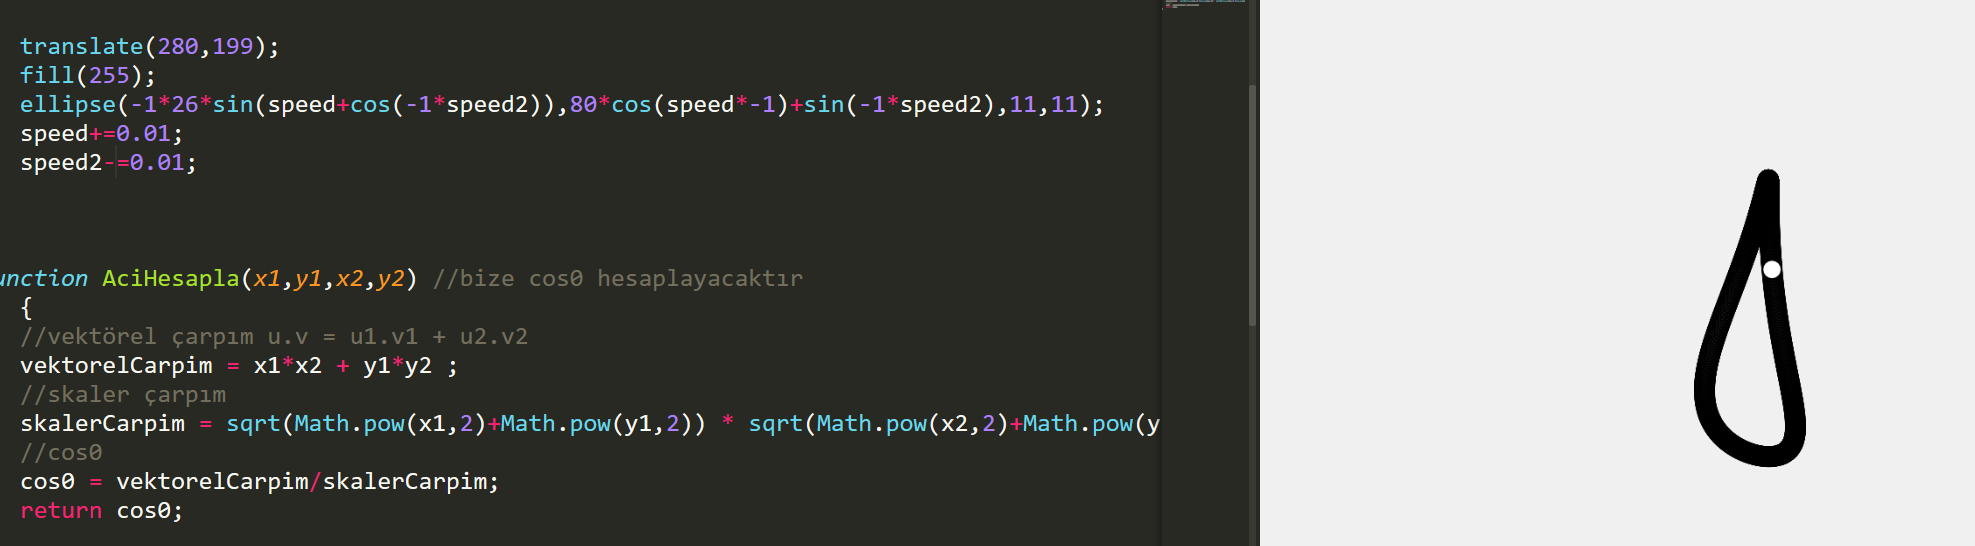 translate(280,199);
fill(255);
ellipse(-1*26*sin(speed+cos(-1*speed2)),80*cos(speed*-1)+sin(-1*speed2),11,11);
speed+=0.01;
speed2-=0.01;
unction AciHesapla(x1,y1,x2,y2) //bize cos0 hesaplayacaktır
{
//vektörel çarpım u.v = u1.v1 + u2.v2
vektorelCarpim = x1*x2 + y1*y2 ;
//skaler çarpım
skalerCarpim = sqrt(Math.pow(x1,2)+Math.pow(y1,2)) * sqrt(Math.pow(x2,2)+Math.pow(y
//cos0
cos0 = vektorelCarpim/skalerCarpim;
return cos0;